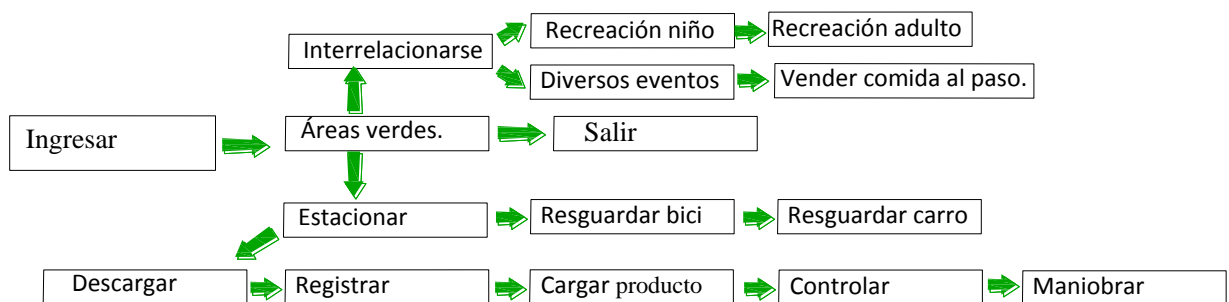 Interrelacionarse
Recreación niño
Recreación adulto
Diversos eventos
Vender comida al paso.
Ingresar
Áreas verdes.
Salir
Estacionar
Resguardar bici
Resguardar carro
Descargar
Registrar
Cargar producto
Controlar
Maniobrar